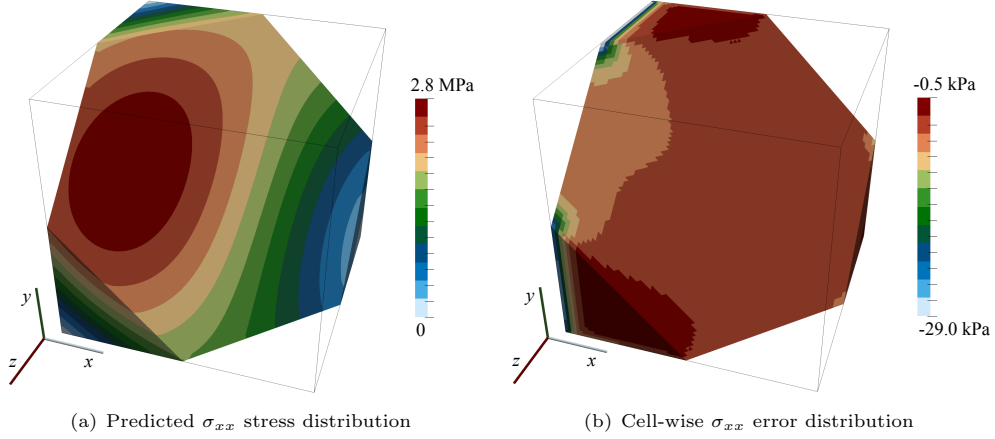 2.8 MPa
0
y
z
x
-0.5 kPa
-29.0 kPa
y
z
x
(a) Predicted σxx stress distribution
(b) Cell-wise σxx error distribution